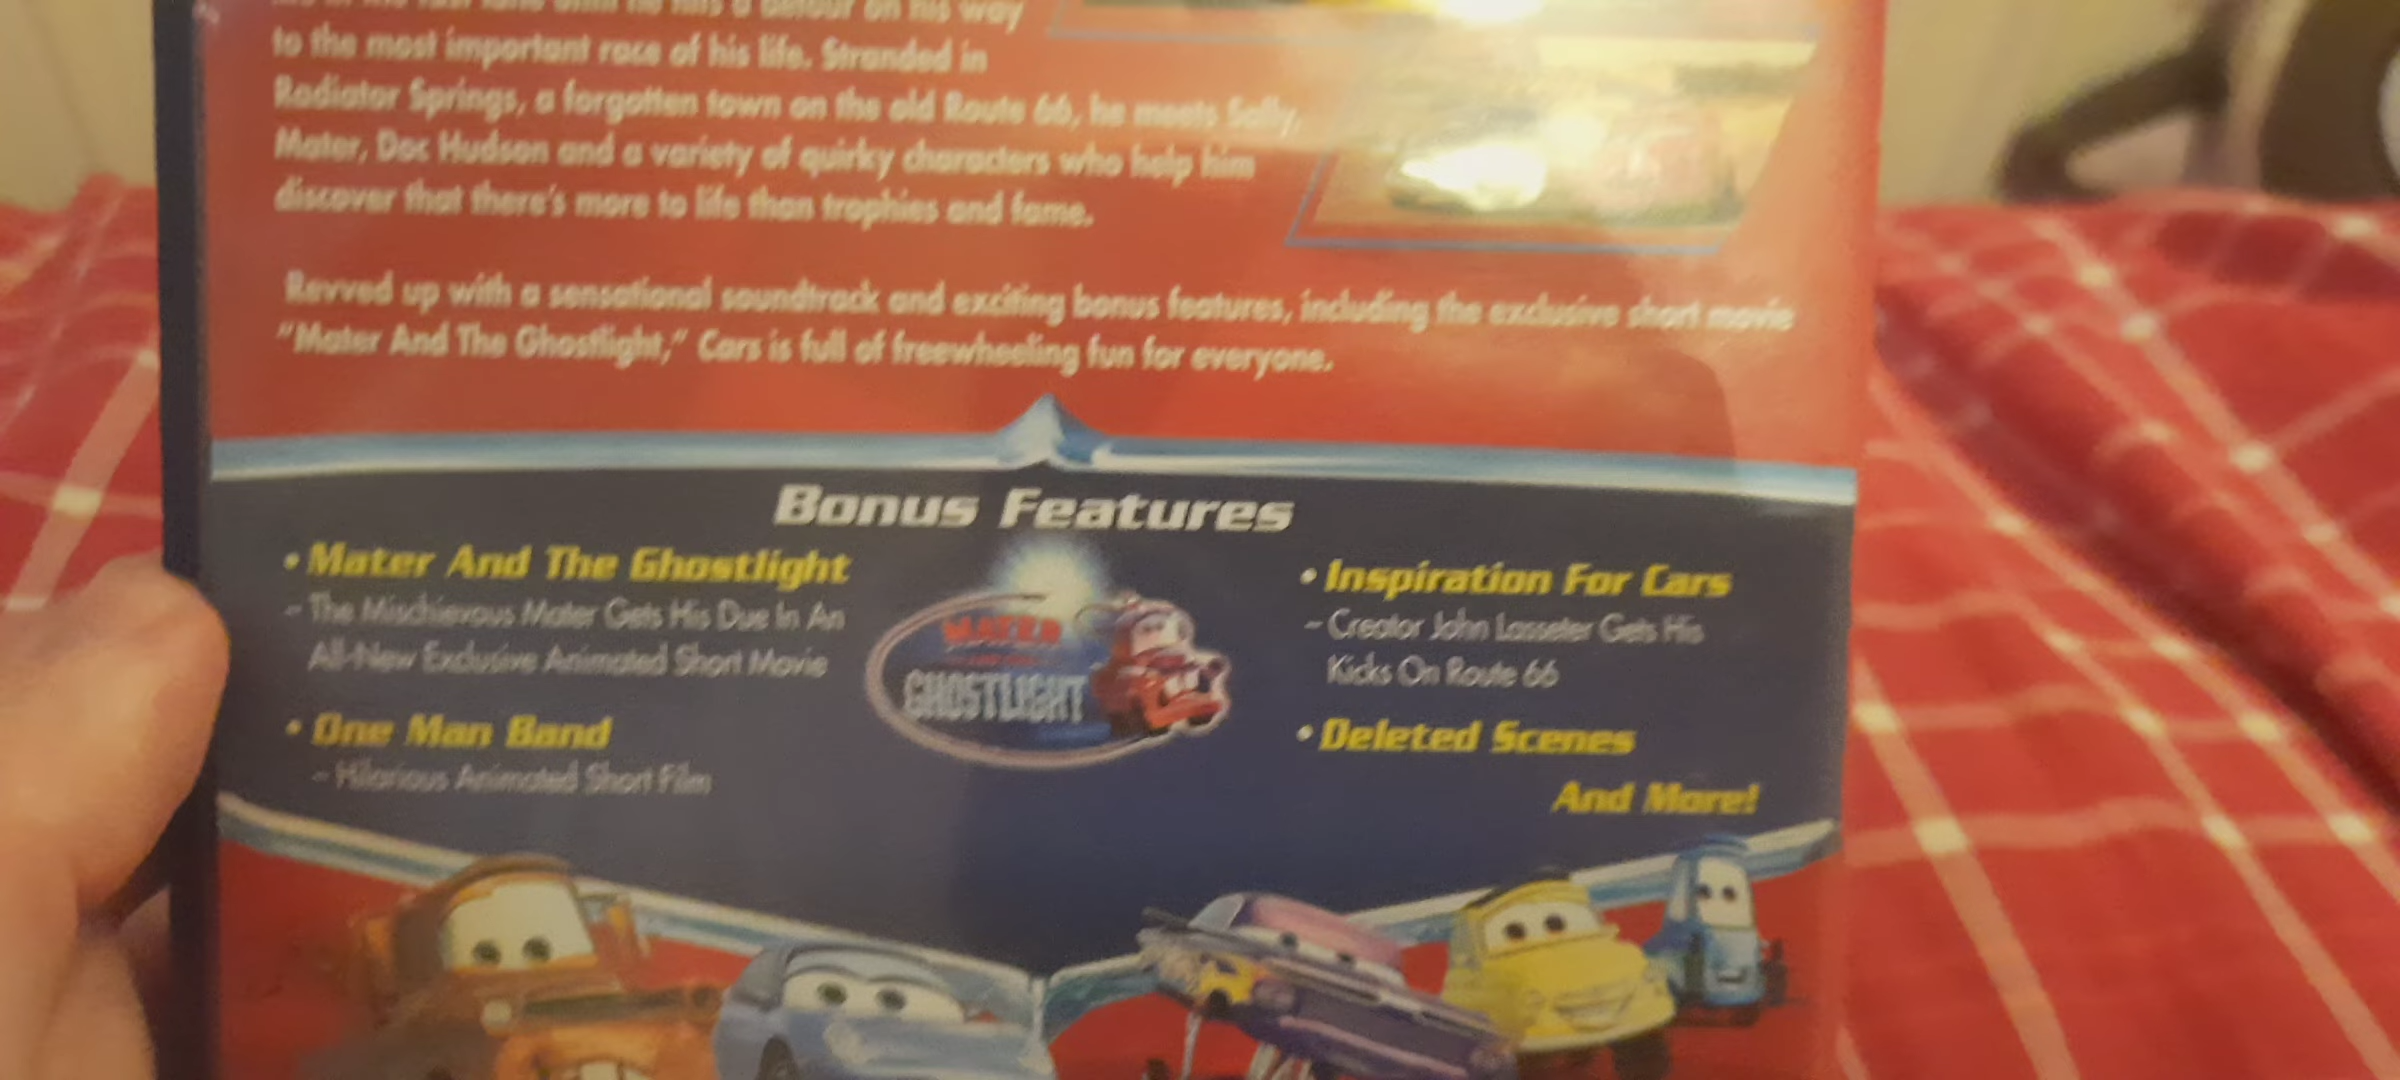 detour on his way
to the most important race of his life. Stranded in
Radiator Springs, a forgotten town on the old Route 66, he meets Sally,
Mater, Doc Hudson and a variety of quirky characters who help him
discover that there's more to life than trophies and fame.
Revved up with a sensational soundtrack and exciting bonus features, including the exclusive short movie
"Mater And The Ghostlight," Cars is full of freewheeling fun for everyone.
Bonus Features
• Mater And The Ghostlight
– The Mischievous Mater Gets His Due In An
All-New Exclusive Animated Short Movie
• One Man Band
– Hilarious Animated Short Film
MATER
GHOSTLIGHT
• Inspiration For Cars
– Creator John Lasseter Gets His
Kicks On Route 66
• Deleted Scenes
And More!